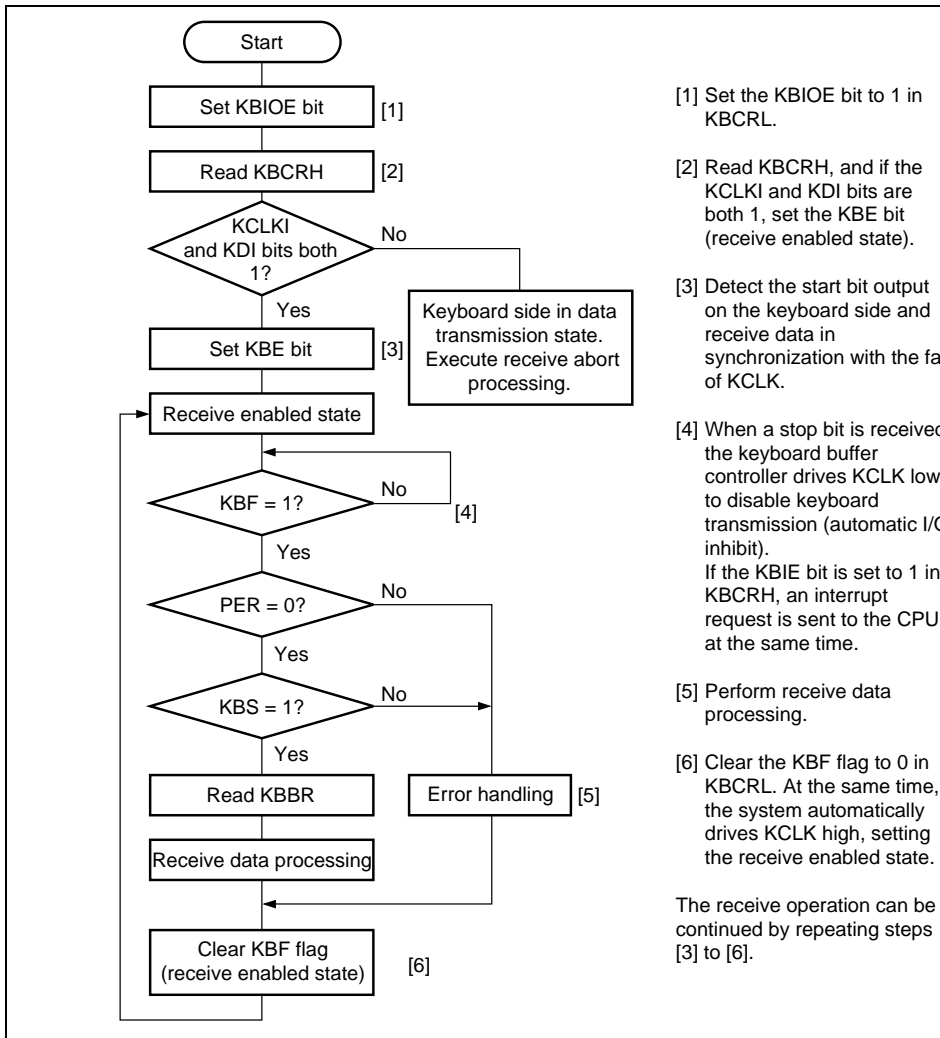 Start
Set KBIOE bit
[1]
Read KBCRH
[2]
KCLKI
and KDI bits both
1?
No
Yes
Keyboard side in data
transmission state.
Execute receive abort
processing.
Set KBE bit
[3]
Receive enabled state
KBF = 1?
No
[4]
Yes
PER = 0?
No
Yes
KBS = 1?
No
Yes
Read KBBR
Error handling
[5]
Receive data processing
Clear KBF flag
(receive enabled state)
[6]
[1] Set the KBIOE bit to 1 in
KBCRL.
[2] Read KBCRH, and if the
KCLKI and KDI bits are
both 1, set the KBE bit
(receive enabled state).
[3] Detect the start bit output
on the keyboard side and
receive data in
synchronization with the
of KCLK.
[4] When a stop bit is received
the keyboard buffer
controller drives KCLK low
to disable keyboard
transmission (automatic
inhibit).
If the KBIE bit is set to 1 in
KBCRH, an interrupt
request is sent to the CPU
at the same time.
[5] Perform receive data
processing.
[6] Clear the KBF flag to 0 in
KBCRL. At the same time,
the system automatically
drives KCLK high, setting
the receive enabled state.
The receive operation can be
continued by repeating steps
[3] to [6].